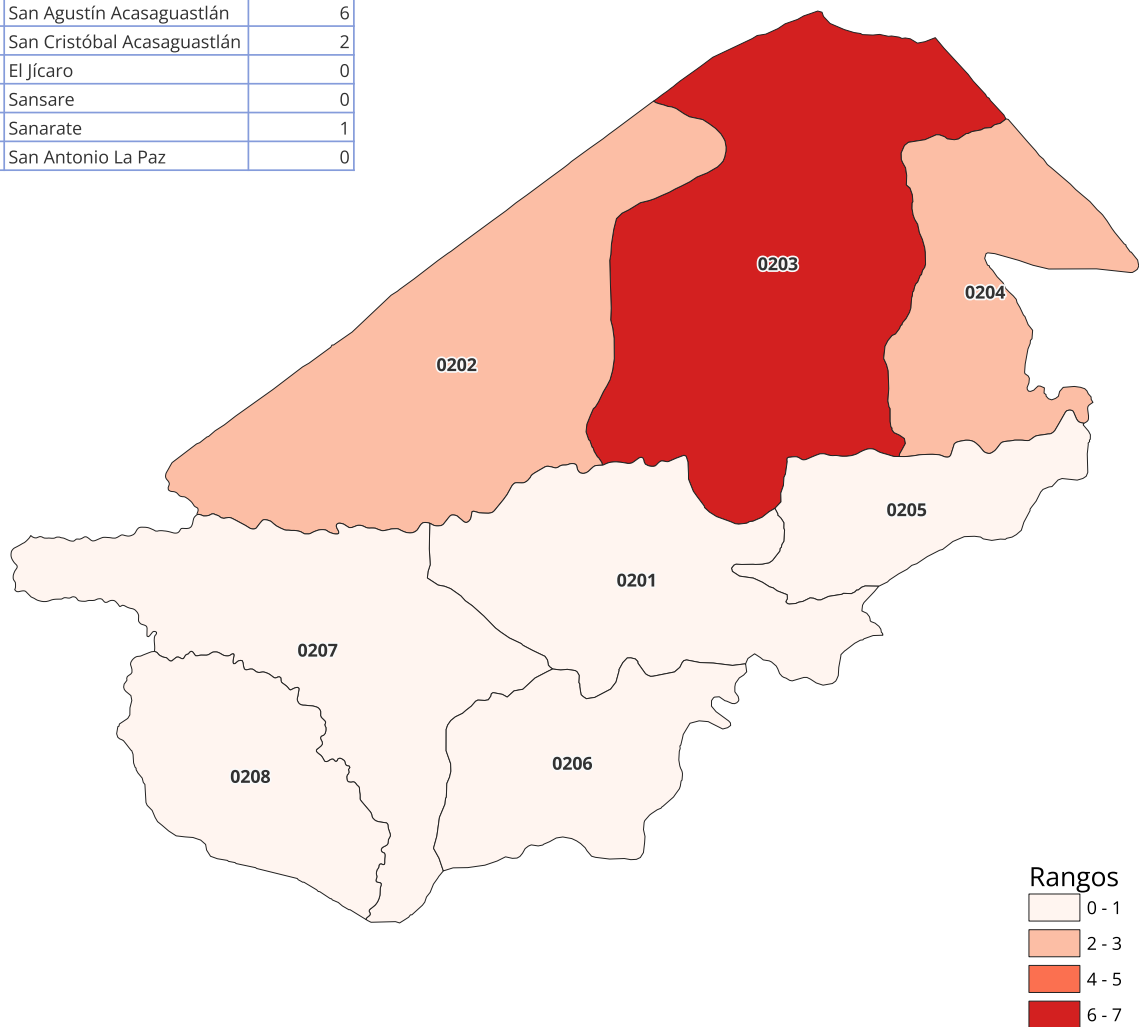 San Agustín Acasaguastlán 6
San Cristóbal Acasaguastlán 2
El Jícaro 0
Sansare 0
Sanarate 1
San Antonio La Paz 0
0203
0204
0202
0205
0201
0207
0206
0208
Rangos
0 - 1
2 - 3
4 - 5
6 - 7